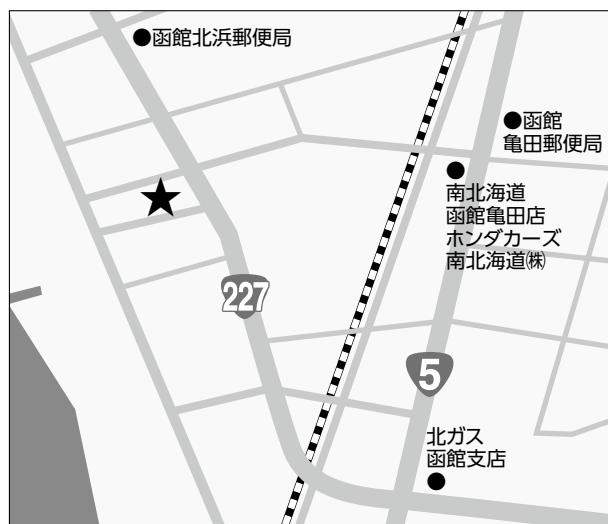 ●函館北浜郵便局
●函館
亀田郵便局
南北海道
函館亀田店
ホンダカーズ
南北海道㈱
227
5
北ガス
函館支店